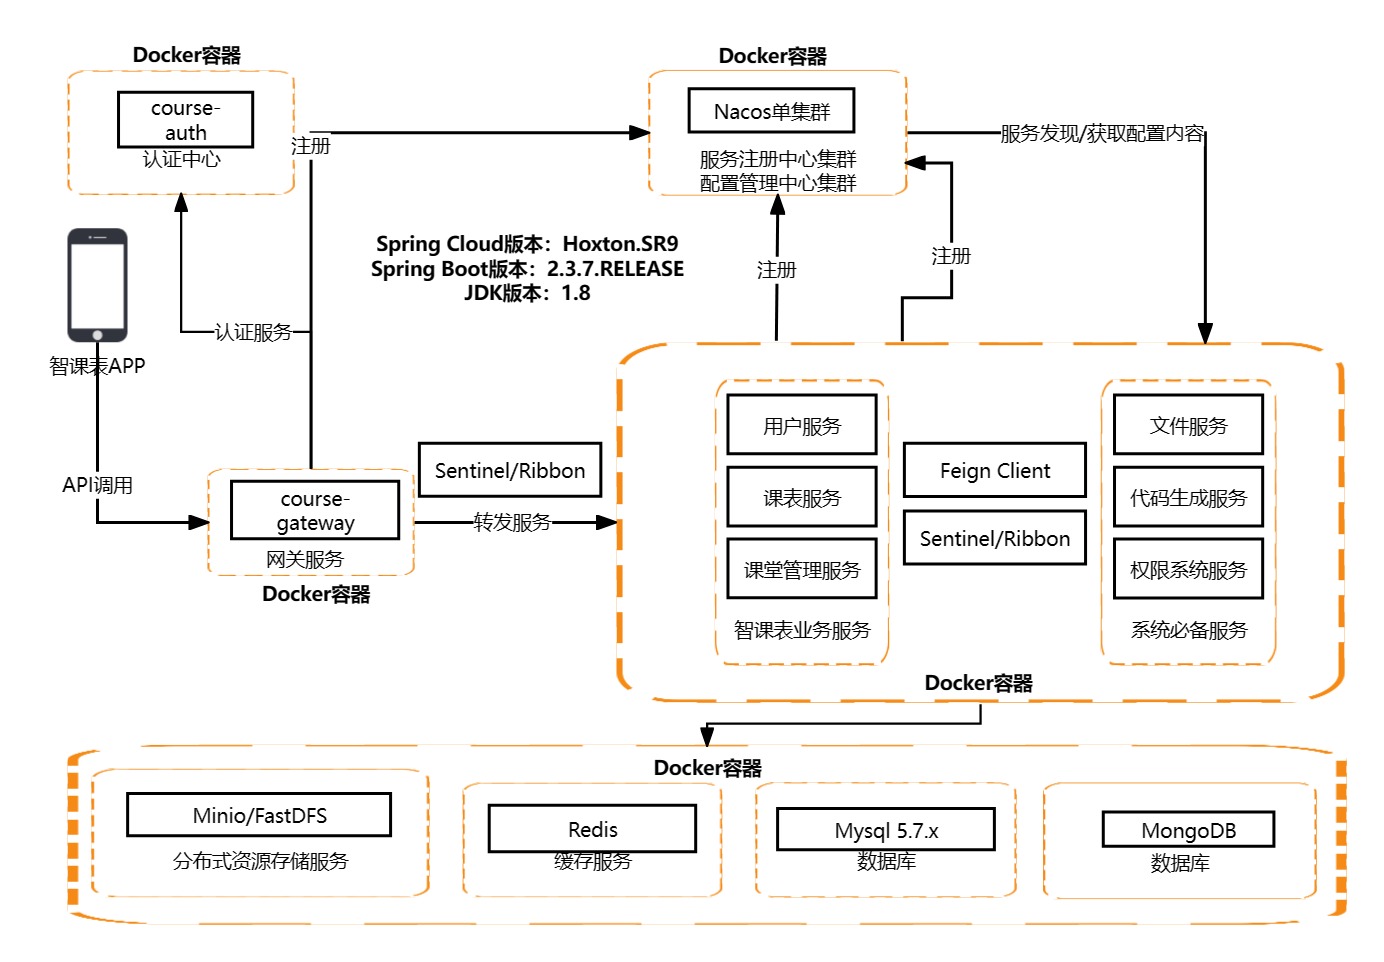 Docker容器
course-
auth
认证中心
注册
Docker容器
Nacos单集群
服务注册中心集群
配置管理中心集群
服务发现/获取配置内容
Spring Cloud版本：Hoxton.SR9
Spring Boot版本：2.3.7.RELEASE
JDK版本：1.8
注册
注册
认证服务
智课表APP
API调用
course-
gateway
网关服务
Docker容器
Sentinel/Ribbon
转发服务
用户服务
课表服务
课堂管理服务
智课表业务服务
Feign Client
Sentinel/Ribbon
文件服务
代码生成服务
权限系统服务
系统必备服务
Docker容器
Docker容器
Minio/FastDFS
分布式资源存储服务
Redis
缓存服务
Mysql 5.7.x
数据库
MongoDB
数据库